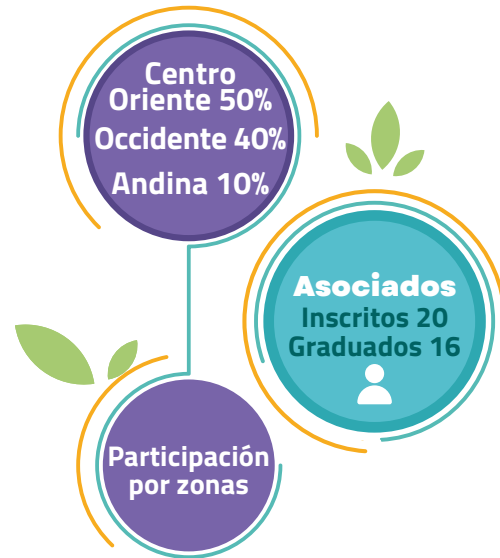 Centro
Oriente 50%
Occidente 40%
Andina 10%
Asociados
Inscritos 20
Graduados 16
Participación
por zonas